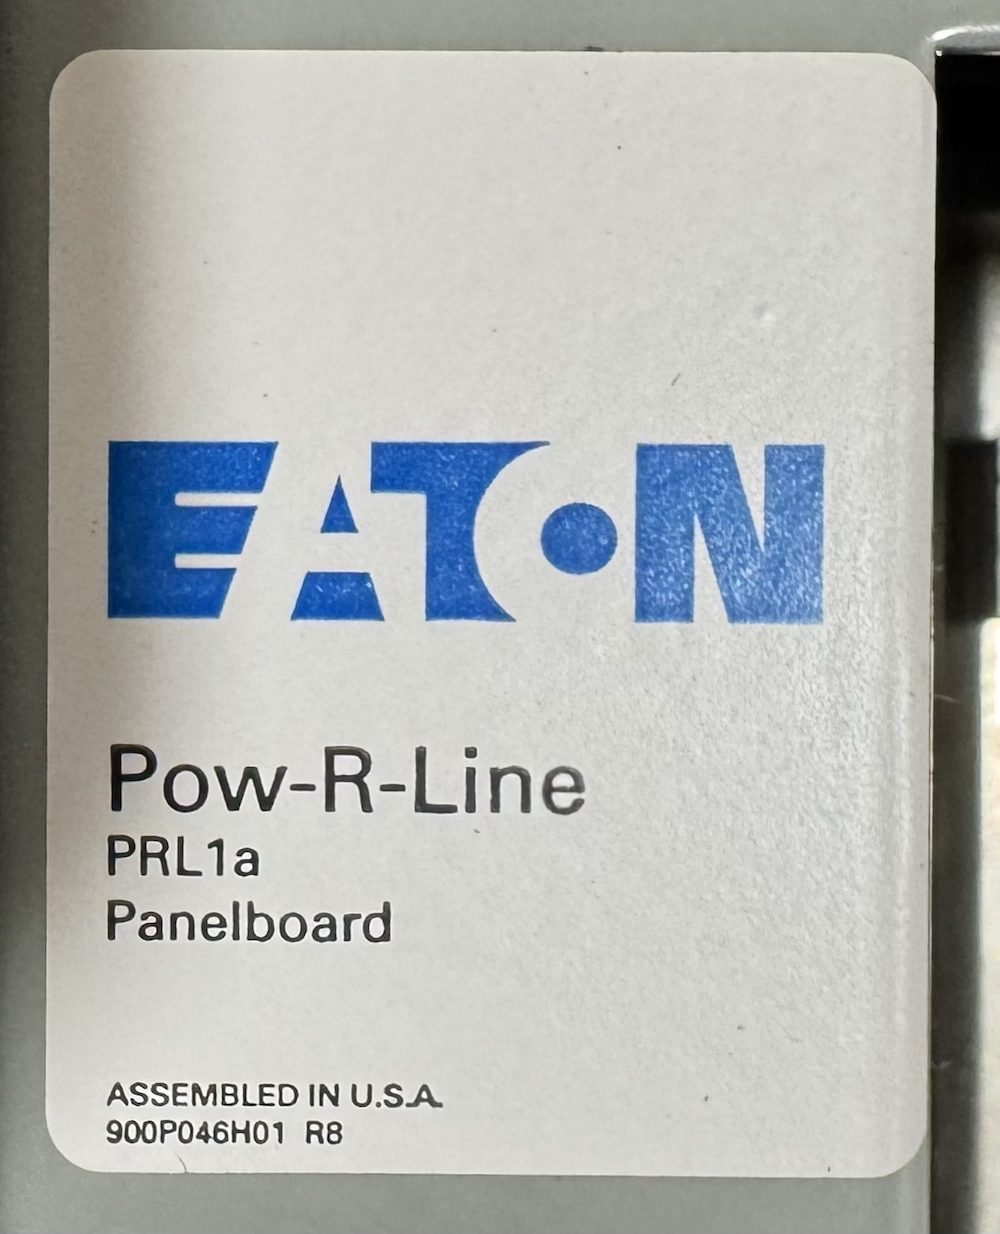 EATON
Pow-R-Line
PRL1a
Panelboard
ASSEMBLED IN U.S.A.
900P046H01 R8